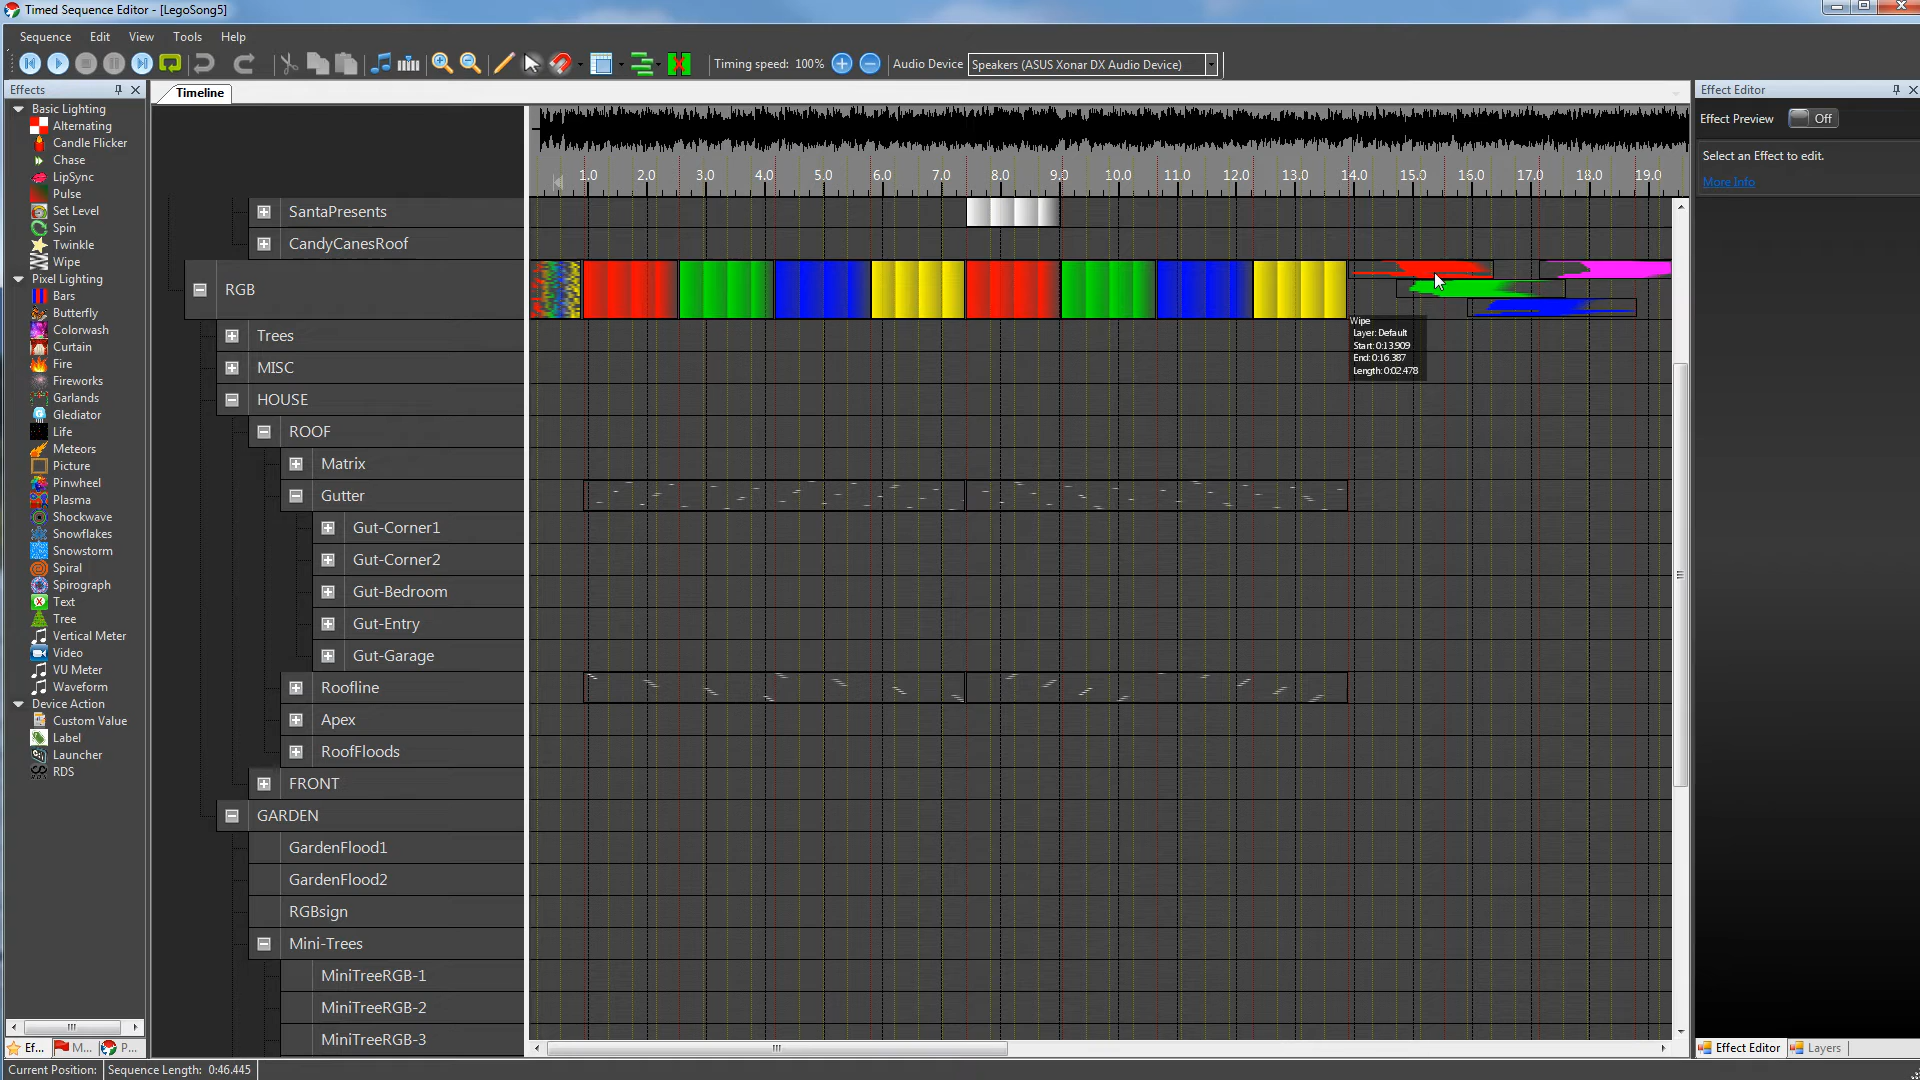 Timed Sequence Editor - [LegoSong5]
Sequence Edit View Tools Help
Timing speed: 100% Audio Device Speakers (ASUS Xonar DX Audio Device)
Effects
Timeline
Effect Editor
Basic Lighting
Alternating
Candle Flicker
Chase
LipSync
Pulse
Set Level
Spin
Twinkle
Wipe
Pixel Lighting
Bars
Butterfly
Colorwash
Curtain
Fire
Fireworks
Garlands
Glediator
Life
Meteors
Picture
Pinwheel
Plasma
Shockwave
Snowflakes
Snowstorm
Spiral
Spirograph
Text
Tree
Vertical Meter
Video
VU Meter
Waveform
Device Action
Custom Value
Label
Launcher
RDS
Ef... M... P...
1.0 2.0 3.0 4.0 5.0 6.0 7.0 8.0 9.0 10.0 11.0 12.0 13.0 14.0 15.0 16.0 17.0 18.0 19.0
SantaPresents
CandyCanesRoof
RGB
Trees
MISC
HOUSE
ROOF
Matrix
Gutter
Gut-Corner1
Gut-Corner2
Gut-Bedroom
Gut-Entry
Gut-Garage
Roofline
Apex
RoofFloods
FRONT
GARDEN
GardenFlood1
GardenFlood2
RGBsign
Mini-Trees
MiniTreeRGB-1
MiniTreeRGB-2
MiniTreeRGB-3
Wipe
Layer: Default
Start: 0:13.909
End: 0:16.387
Length: 0:02.478
Effect Preview Off
Select an Effect to edit.
More Info
Effect Editor Layers
Current Position: Sequence Length: 0:46.445